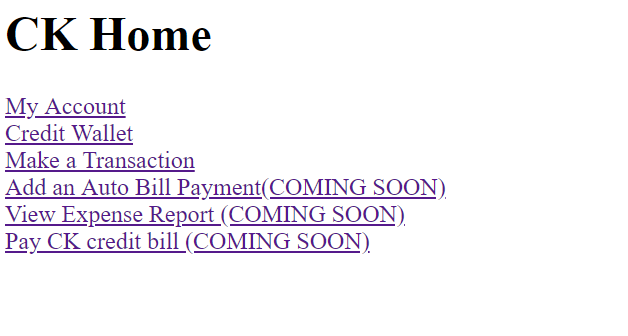 CK Home
My Account
Credit Wallet
Make a Transaction
Add an Auto Bill Payment(COMING SOON)
View Expense Report (COMING SOON)
Pay CK credit bill (COMING SOON)